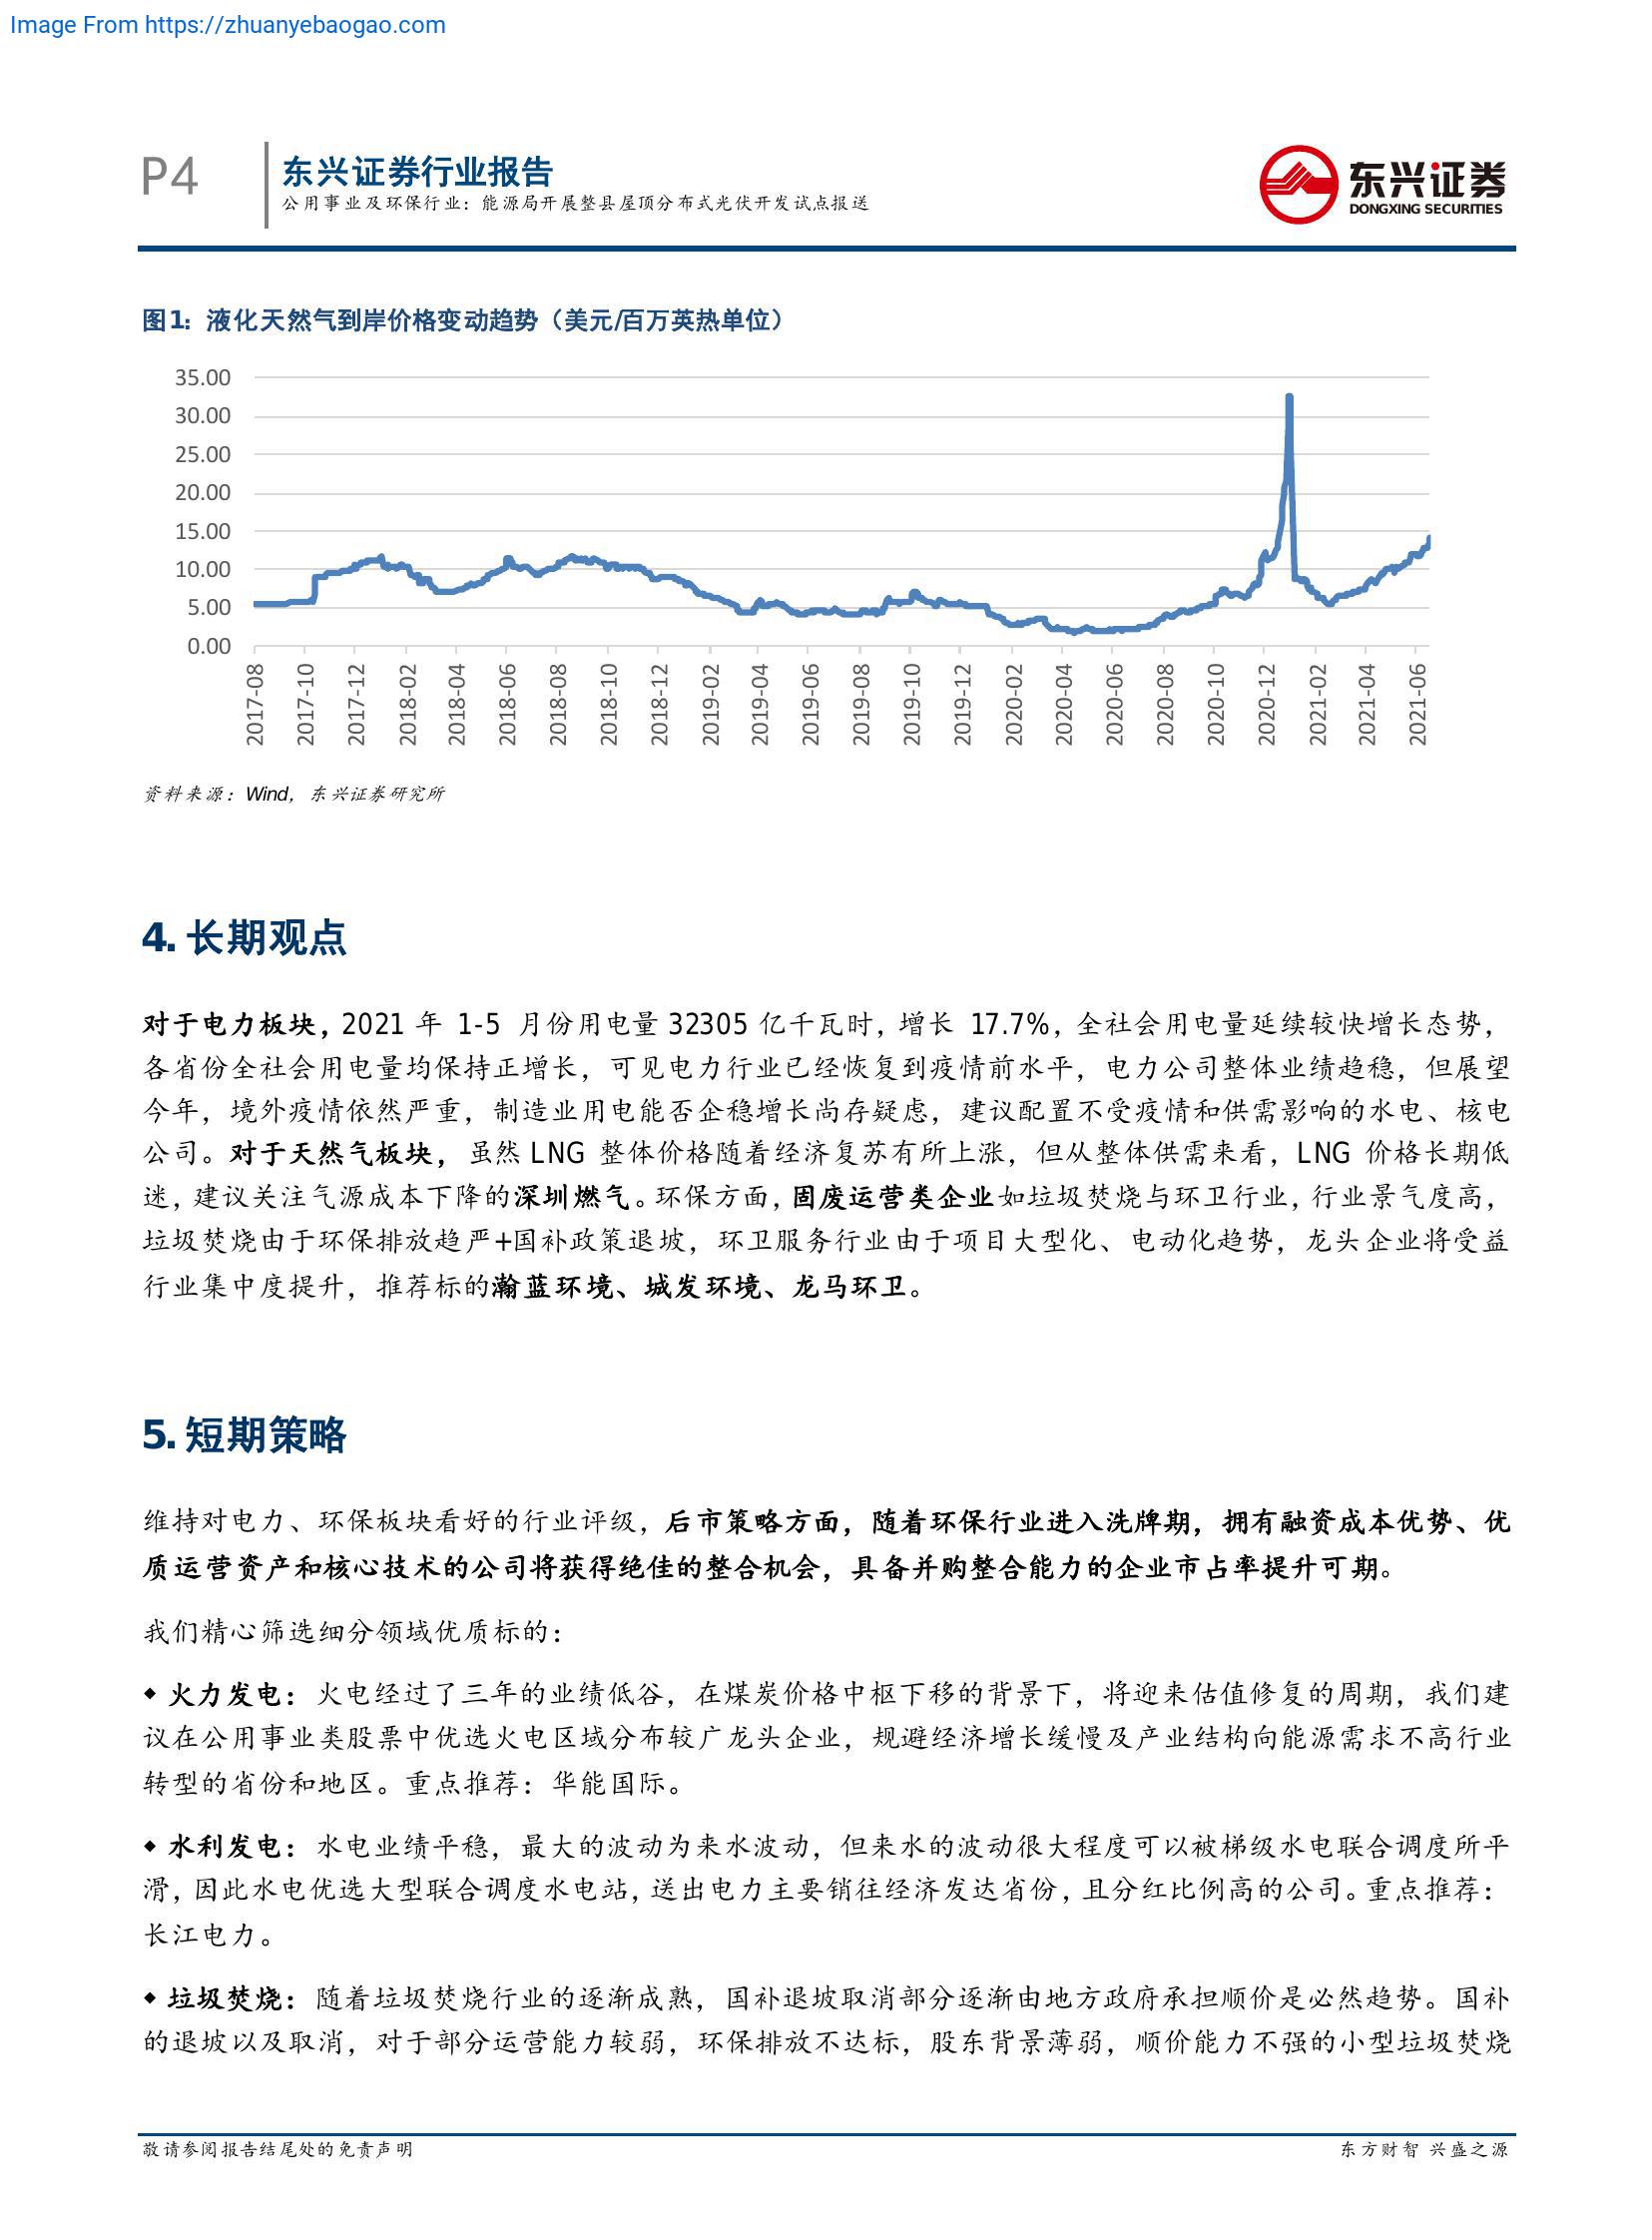 Image From https://zhuanyebaogao.com
P4
东兴证券行业报告
公用事业及环保行业：能源局开展整县屋顶分布式光伏开发试点报送
东兴证券
DONGXING SECURITIES
图1：液化天然气到岸价格变动趋势（美元/百万英热单位）
35.00
30.00
25.00
20.00
15.00
10.00
5.00
0.00
2017-08
2017-10
2017-12
2018-02
2018-04
2018-06
2018-08
2018-10
2018-12
2019-02
2019-04
2019-06
2019-08
2019-10
2019-12
2020-02
2020-04
2020-06
2020-08
2020-10
2020-12
2021-02
2021-04
2021-06
资料来源：Wind，东兴证券研究所
4. 长期观点
对于电力板块，2021 年 1-5 月份用电量 32305 亿千瓦时，增长 17.7%，全社会用电量延续较快增长态势，
各省份全社会用电量均保持正增长，可见电力行业已经恢复到疫情前水平，电力公司整体业绩趋稳，但展望
今年，境外疫情依然严重，制造业用电能否企稳增长尚存疑虑，建议配置不受疫情和供需影响的水电、核电
公司。对于天然气板块，虽然 LNG 整体价格随着经济复苏有所上涨，但从整体供需来看，LNG 价格长期低
迷，建议关注气源成本下降的深圳燃气。环保方面，固废运营类企业如垃圾焚烧与环卫行业，行业景气度高，
垃圾焚烧由于环保排放趋严+国补政策退坡，环卫服务行业由于项目大型化、电动化趋势，龙头企业将受益
行业集中度提升，推荐标的瀚蓝环境、城发环境、龙马环卫。
5. 短期策略
维持对电力、环保板块看好的行业评级，后市策略方面，随着环保行业进入洗牌期，拥有融资成本优势、优
质运营资产和核心技术的公司将获得绝佳的整合机会，具备并购整合能力的企业市占率提升可期。
我们精心筛选细分领域优质标的：
◆ 火力发电：火电经过了三年的业绩低谷，在煤炭价格中枢下移的背景下，将迎来估值修复的周期，我们建
议在公用事业类股票中优选火电区域分布较广龙头企业，规避经济增长缓慢及产业结构向能源需求不高行业
转型的省份和地区。重点推荐：华能国际。
◆ 水利发电：水电业绩平稳，最大的波动为来水波动，但来水的波动很大程度可以被梯级水电联合调度所平
滑，因此水电优选大型联合调度水电站，送出电力主要销往经济发达省份，且分红比例高的公司。重点推荐：
长江电力。
◆ 垃圾焚烧：随着垃圾焚烧行业的逐渐成熟，国补退坡取消部分逐渐由地方政府承担顺价是必然趋势。国补
的退坡以及取消，对于部分运营能力较弱，环保排放不达标，股东背景薄弱，顺价能力不强的小型垃圾焚烧
敬请参阅报告结尾处的免责声明
东方财智 兴盛之源